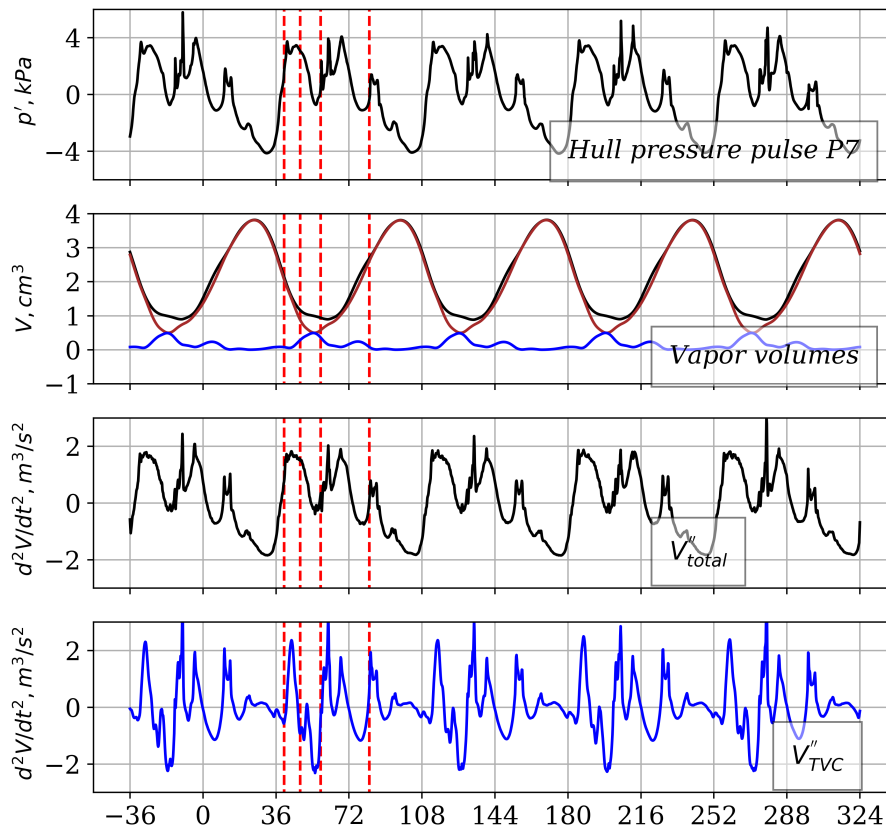 p′, kPa
4
0
−4
Hull pressure pulse P7
V, cm³
4
3
2
1
0
−1
Vapor volumes
d²V/dt², m³/s²
2
0
−2
V″total
d²V/dt², m³/s²
2
0
−2
V″TVC
−36 0 36 72 108 144 180 216 252 288 324